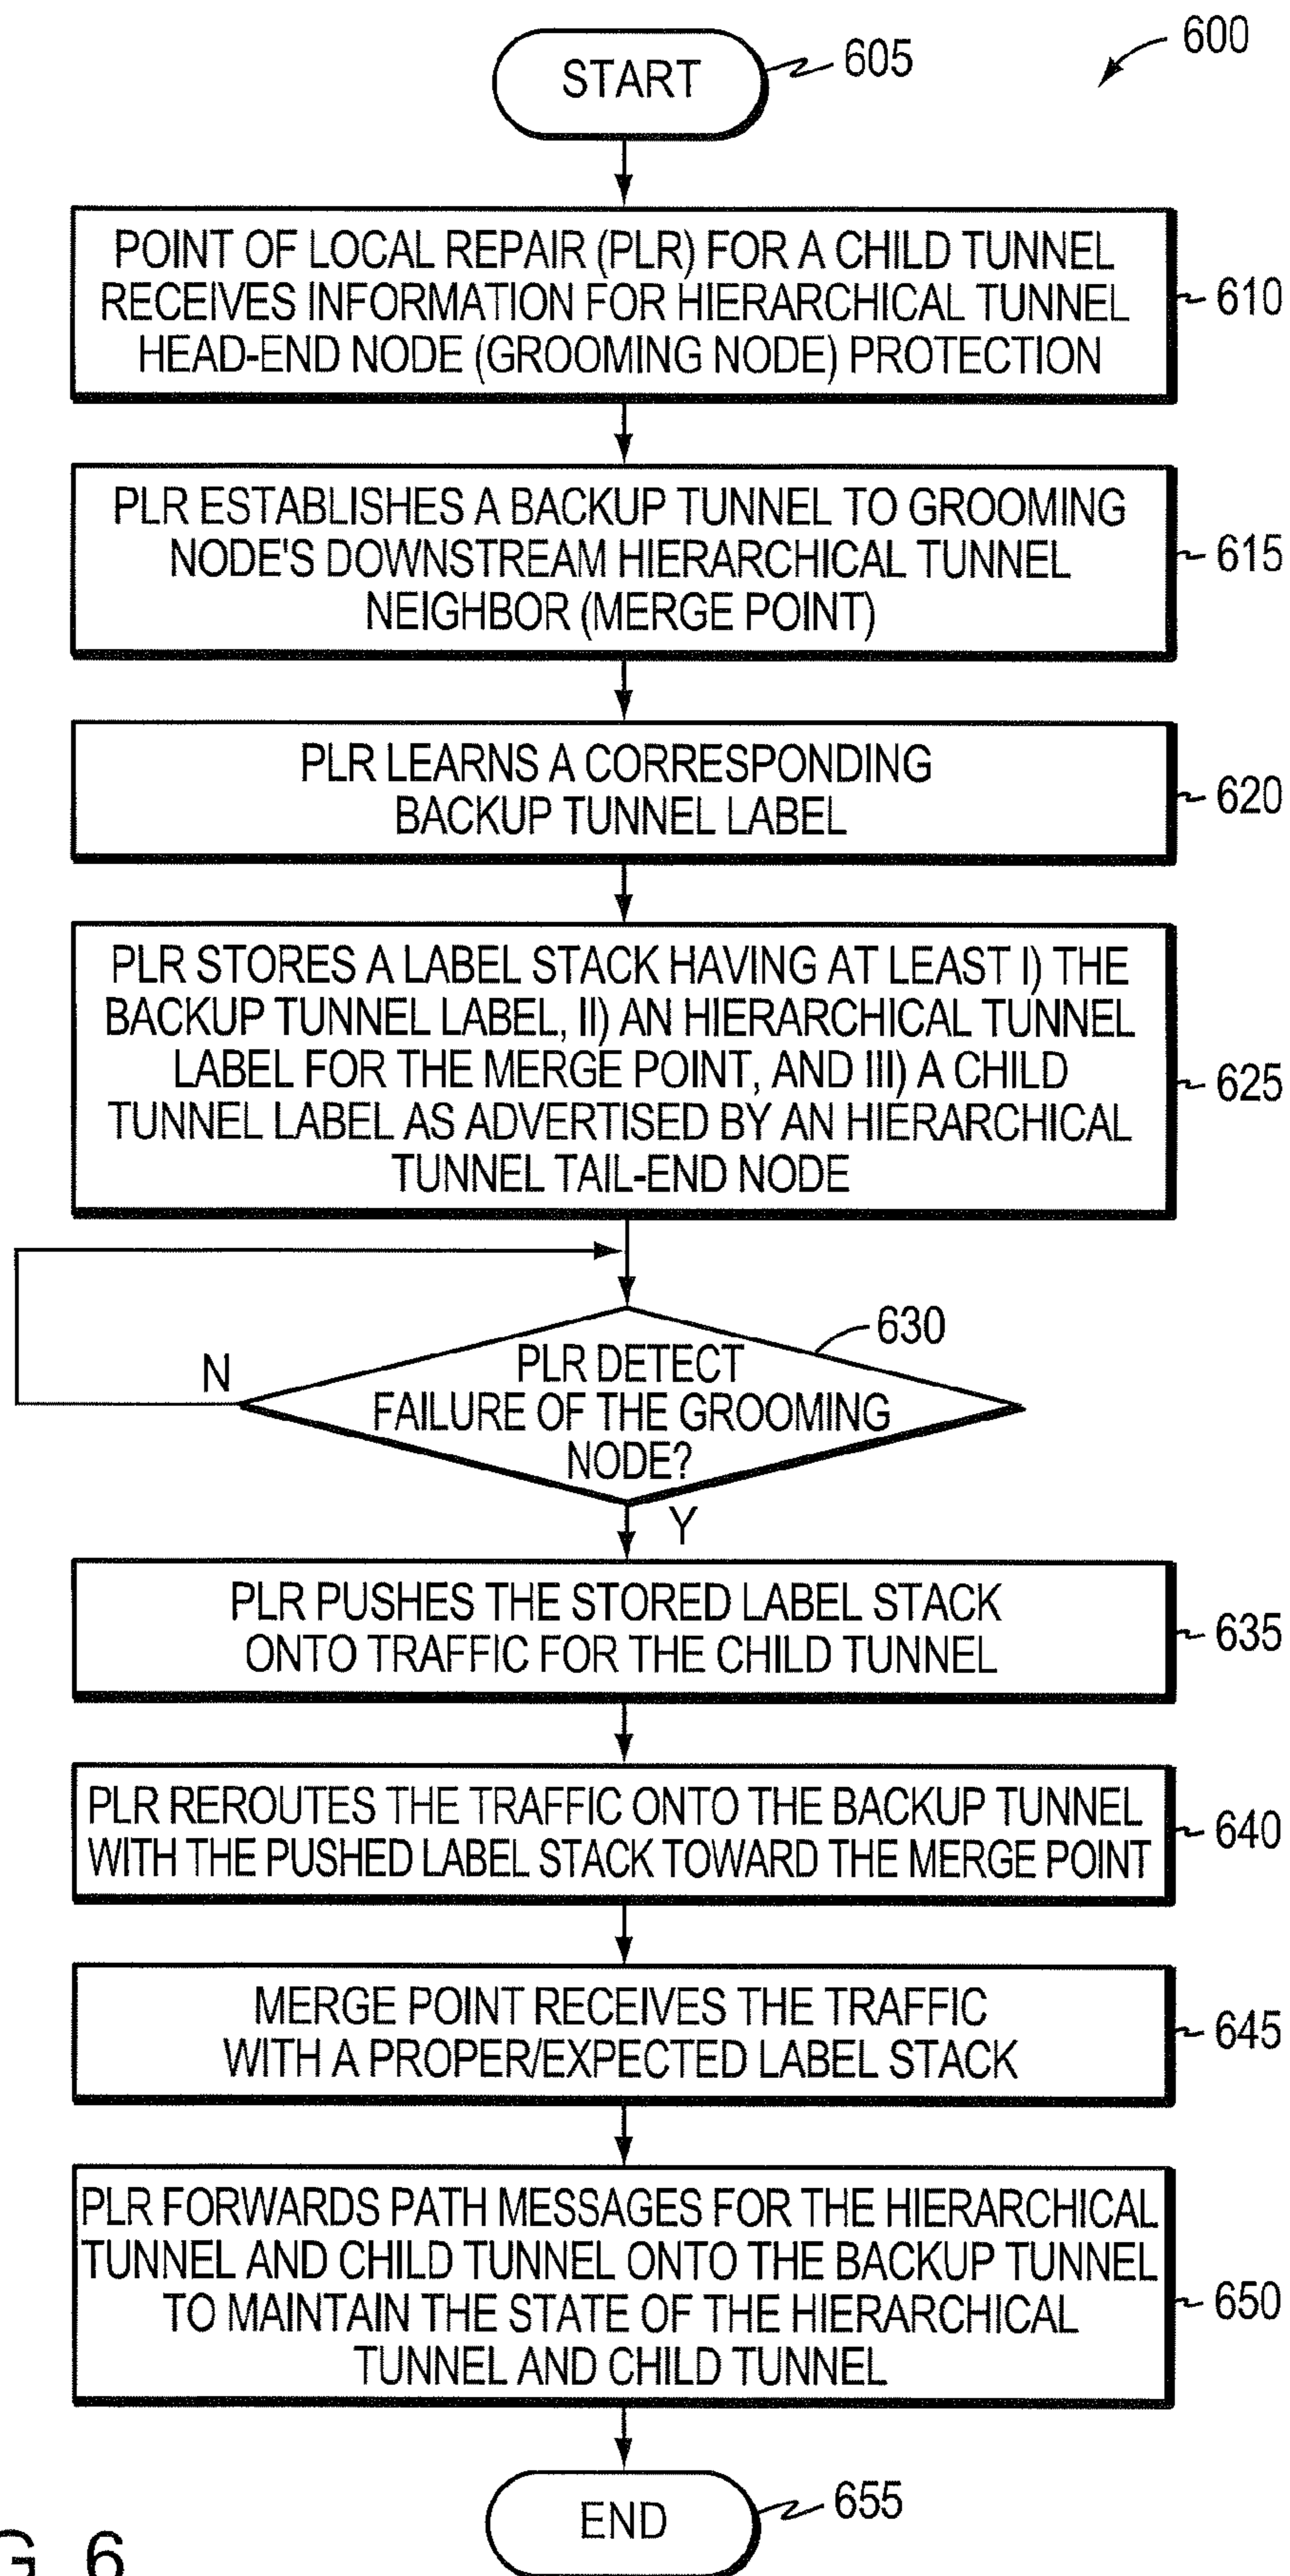 600
START
605
POINT OF LOCAL REPAIR (PLR) FOR A CHILD TUNNEL
RECEIVES INFORMATION FOR HIERARCHICAL TUNNEL
HEAD-END NODE (GROOMING NODE) PROTECTION
610
PLR ESTABLISHES A BACKUP TUNNEL TO GROOMING
NODE'S DOWNSTREAM HIERARCHICAL TUNNEL
NEIGHBOR (MERGE POINT)
615
PLR LEARNS A CORRESPONDING
BACKUP TUNNEL LABEL
620
PLR STORES A LABEL STACK HAVING AT LEAST I) THE
BACKUP TUNNEL LABEL, II) AN HIERARCHICAL TUNNEL
LABEL FOR THE MERGE POINT, AND III) A CHILD
TUNNEL LABEL AS ADVERTISED BY AN HIERARCHICAL
TUNNEL TAIL-END NODE
625
630
N
PLR DETECT
FAILURE OF THE GROOMING
NODE?
Y
PLR PUSHES THE STORED LABEL STACK
ONTO TRAFFIC FOR THE CHILD TUNNEL
635
PLR REROUTES THE TRAFFIC ONTO THE BACKUP TUNNEL
WITH THE PUSHED LABEL STACK TOWARD THE MERGE POINT
640
MERGE POINT RECEIVES THE TRAFFIC
WITH A PROPER/EXPECTED LABEL STACK
645
PLR FORWARDS PATH MESSAGES FOR THE HIERARCHICAL
TUNNEL AND CHILD TUNNEL ONTO THE BACKUP TUNNEL
TO MAINTAIN THE STATE OF THE HIERARCHICAL
TUNNEL AND CHILD TUNNEL
650
END
655
G. 6